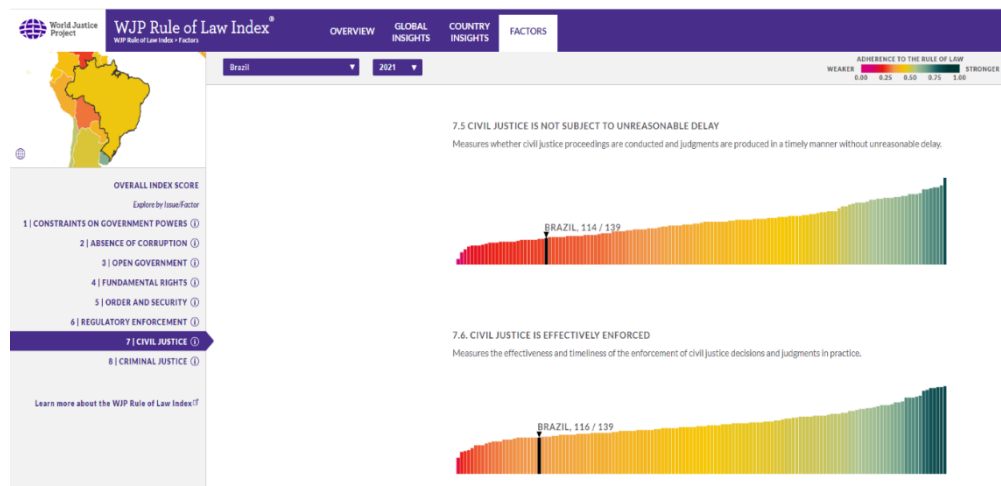 World Justice
Project
WJP Rule of Law Index®
WJP Rule of Law Index • Factors
OVERVIEW
GLOBAL
INSIGHTS
COUNTRY
INSIGHTS
FACTORS
Brazil
2021
ADHERENCE TO THE RULE OF LAW
WEAKER
STRONGER
0.00 0.25 0.50 0.75 1.00
OVERALL INDEX SCORE
Explore by Issue/Factor
1 | CONSTRAINTS ON GOVERNMENT POWERS
2 | ABSENCE OF CORRUPTION
3 | OPEN GOVERNMENT
4 | FUNDAMENTAL RIGHTS
5 | ORDER AND SECURITY
6 | REGULATORY ENFORCEMENT
7 | CIVIL JUSTICE
8 | CRIMINAL JUSTICE
Learn more about the WJP Rule of Law Index
7.5 CIVIL JUSTICE IS NOT SUBJECT TO UNREASONABLE DELAY
Measures whether civil justice proceedings are conducted and judgments are produced in a timely manner without unreasonable delay.
BRAZIL, 114 / 139
7.6. CIVIL JUSTICE IS EFFECTIVELY ENFORCED
Measures the effectiveness and timeliness of the enforcement of civil justice decisions and judgments in practice.
BRAZIL, 116 / 139